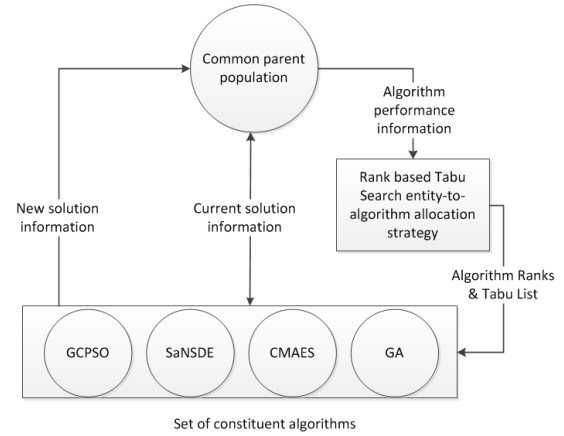 Common parent
population
Algorithm
performance
information
Rank based Tabu
Search entity-to-
algorithm allocation
strategy
New solution
information
Current solution
information
Algorithm Ranks
& Tabu List
GCPSO
SaNSDE
CMAES
GA
Set of constituent algorithms